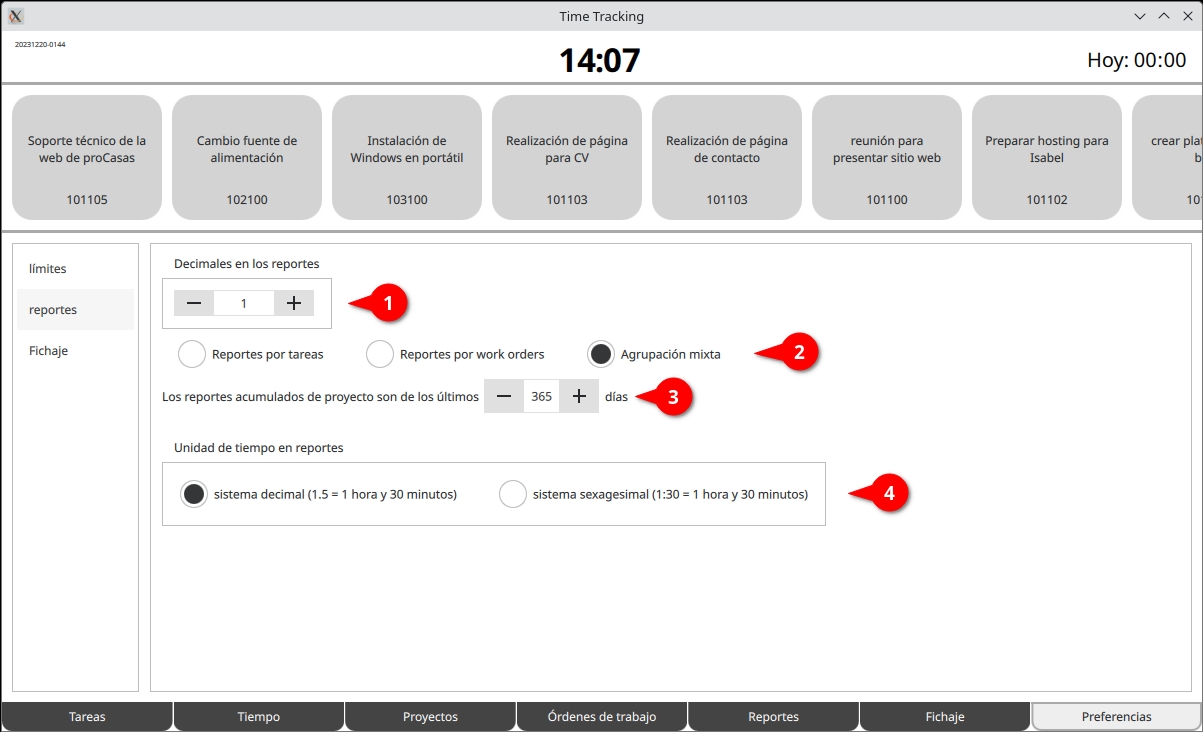 Time Tracking
20231220-0144
14:07
Hoy: 00:00
Soporte técnico de la
web de proCasas
101105
Cambio fuente de
alimentación
102100
Instalación de
Windows en portátil
103100
Realización de página
para CV
101103
Realización de página
de contacto
101103
reunión para
presentar sitio web
101100
Preparar hosting para
Isabel
101102
crear pla
b
10
límites
reportes
Fichaje
Decimales en los reportes
1
1
Reportes por tareas
Reportes por work orders
Agrupación mixta
2
Los reportes acumulados de proyecto son de los últimos
365
días
3
Unidad de tiempo en reportes
sistema decimal (1.5 = 1 hora y 30 minutos)
sistema sexagesimal (1:30 = 1 hora y 30 minutos)
4
Tareas
Tiempo
Proyectos
Órdenes de trabajo
Reportes
Fichaje
Preferencias